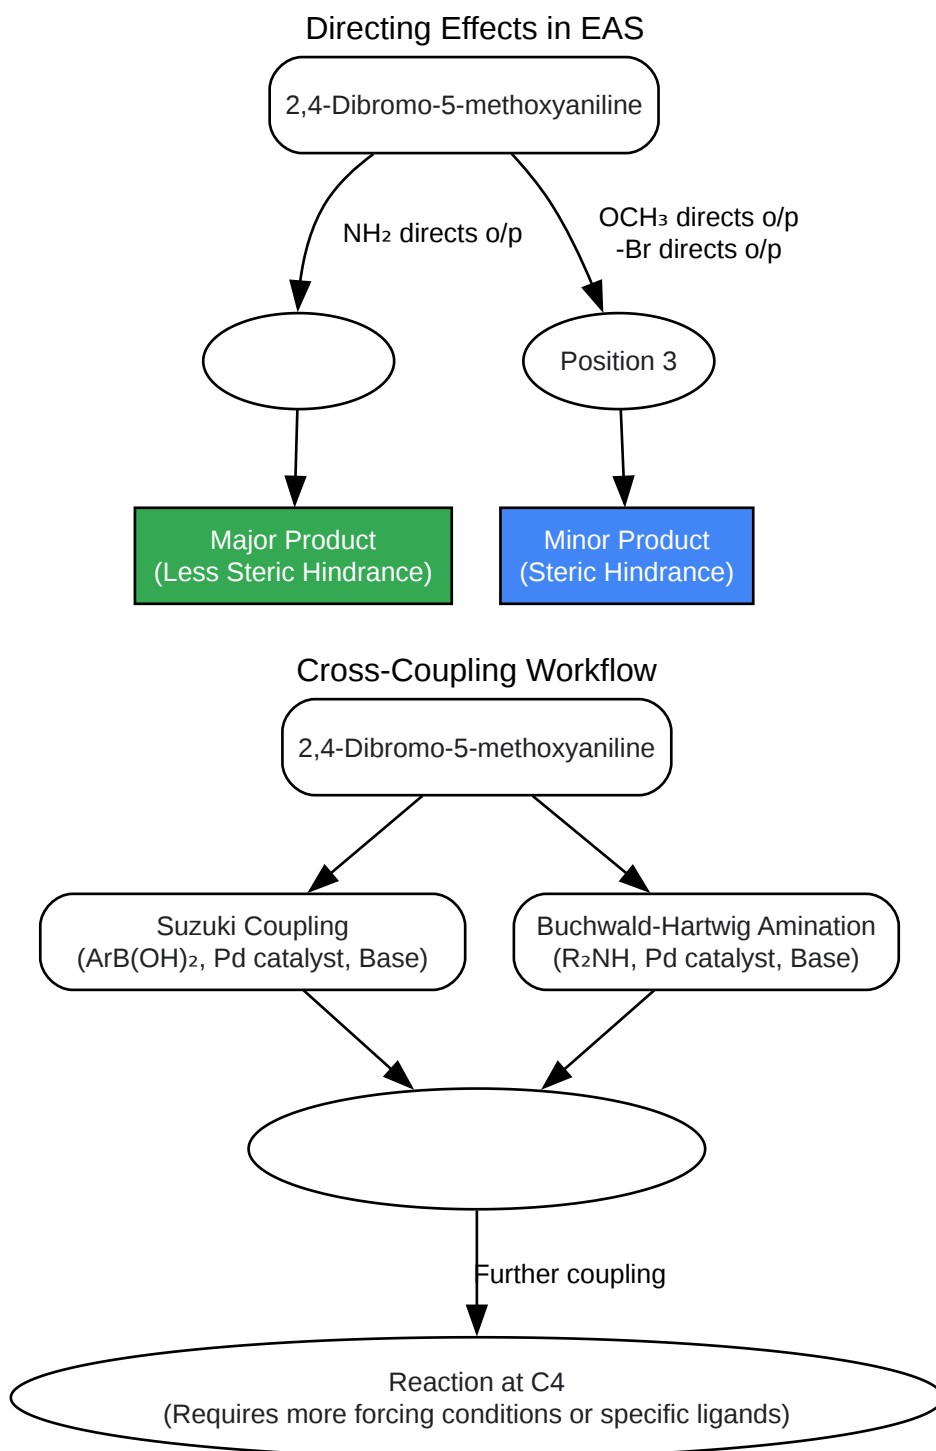 Directing Effects in EAS
2,4-Dibromo-5-methoxyaniline
NH₂ directs o/p
OCH₃ directs o/p
-Br directs o/p
Position 3
Major Product
(Less Steric Hindrance)
Minor Product
(Steric Hindrance)
Cross-Coupling Workflow
2,4-Dibromo-5-methoxyaniline
Suzuki Coupling
(ArB(OH)₂, Pd catalyst, Base)
Buchwald-Hartwig Amination
(R₂NH, Pd catalyst, Base)
Further coupling
Reaction at C4
(Requires more forcing conditions or specific ligands)